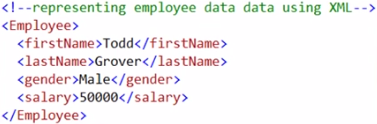 <!--representing employee data data using XML-->
<Employee>
  <firstName>Todd</firstName>
  <lastName>Grover</lastName>
  <gender>Male</gender>
  <salary>50000</salary>
</Employee>